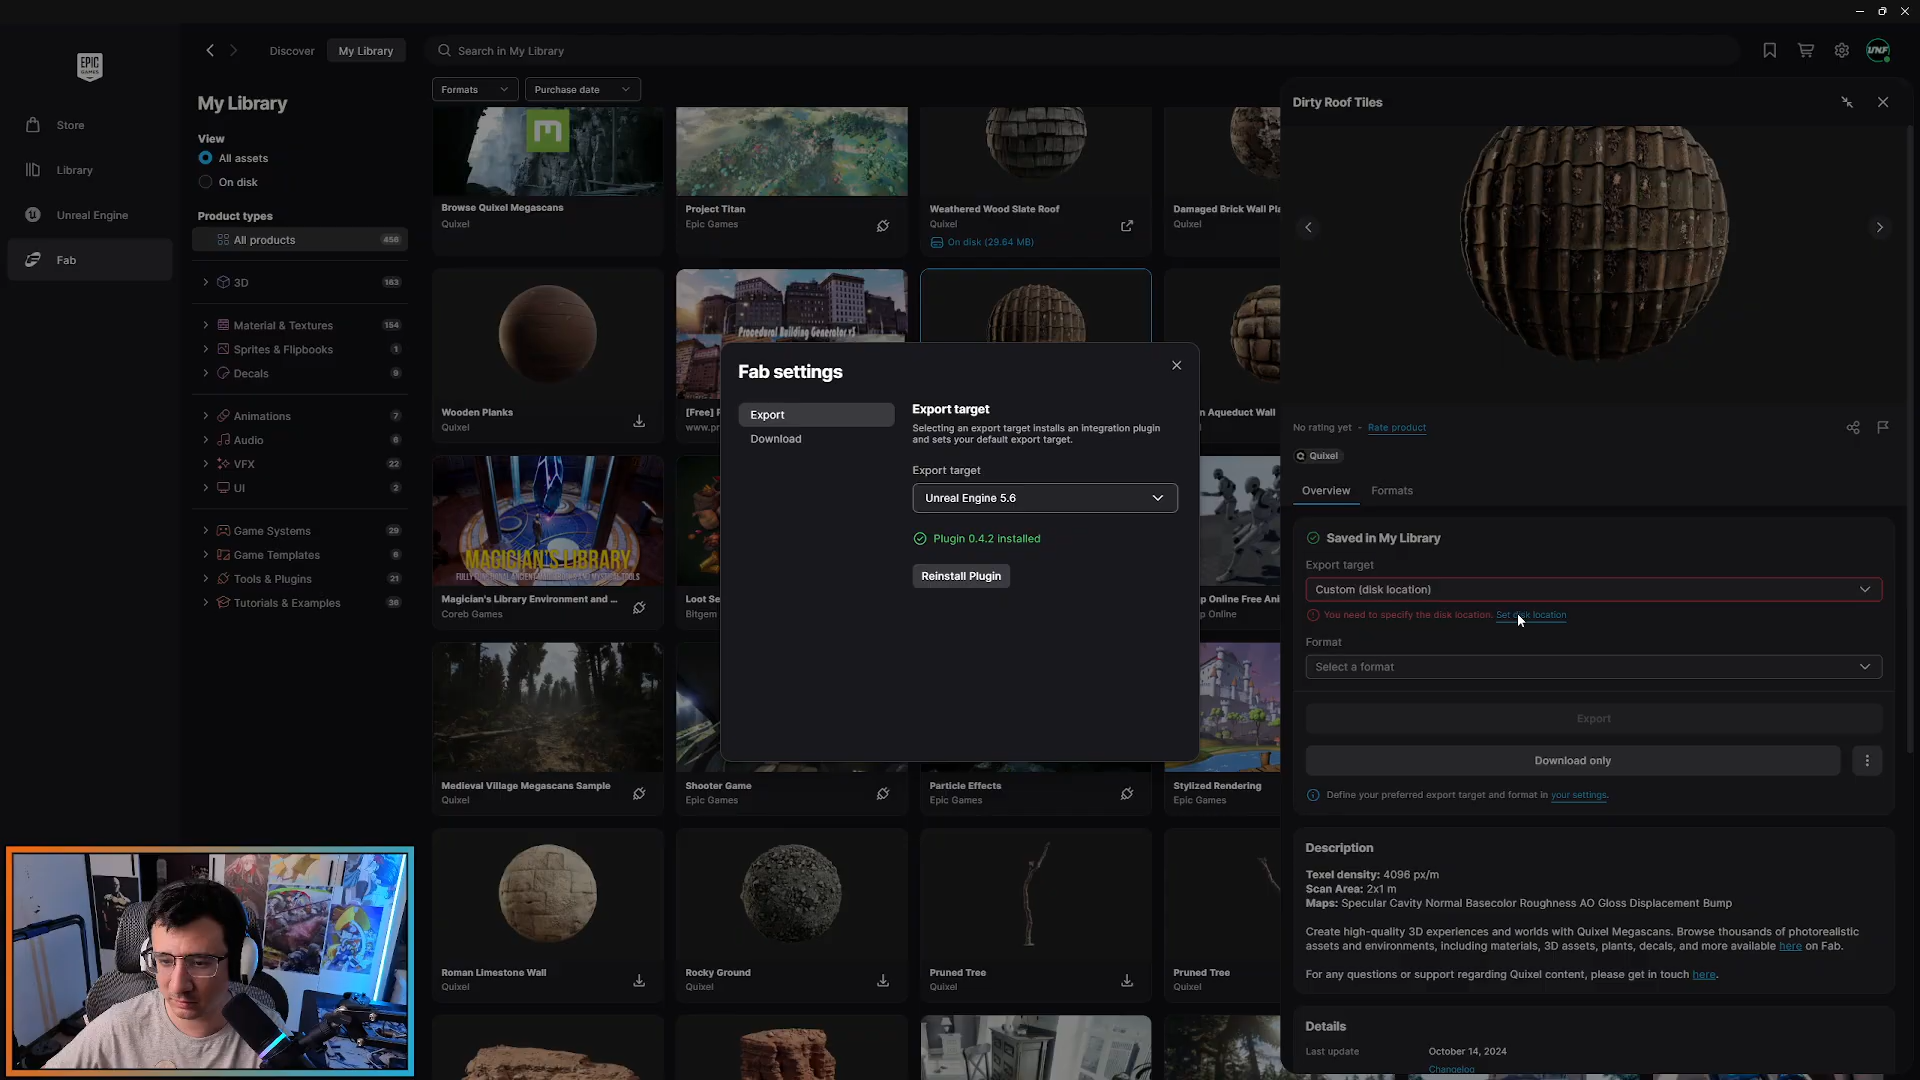 EPIC GAMES
Store
Library
Unreal Engine
Fab
Discover
My Library
Search in My Library
UNF
My Library
View
All assets
On disk
Product types
All products 456
3D 163
Material & Textures 154
Sprites & Flipbooks 1
Decals 9
Animations 7
Audio 6
VFX 22
UI 2
Game Systems 29
Game Templates 6
Tools & Plugins 21
Tutorials & Examples 36
Formats
Purchase date
Browse Quixel Megascans
Quixel
Project Titan
Epic Games
Weathered Wood Slate Roof
Quixel
On disk (29.64 MB)
Damaged Brick Wall Pla
Quixel
Wooden Planks
Quixel
Procedural Building Generator v3
[Free] F
www.pr
n Aqueduct Wall
MAGICIAN'S LIBRARY
Magician's Library Environment and ...
Coreb Games
Loot Se
Bitgem
p Online Free Ani
p Online
Medieval Village Megascans Sample
Quixel
Shooter Game
Epic Games
Particle Effects
Epic Games
Stylized Rendering
Epic Games
Roman Limestone Wall
Quixel
Rocky Ground
Quixel
Pruned Tree
Quixel
Pruned Tree
Quixel
Fab settings
Export
Download
Export target
Selecting an export target installs an integration plugin
and sets your default export target.
Export target
Unreal Engine 5.6
Plugin 0.4.2 installed
Reinstall Plugin
Dirty Roof Tiles
No rating yet • Rate product
Quixel
Overview
Formats
Saved in My Library
Export target
Custom (disk location)
You need to specify the disk location. Set disk location
Format
Select a format
Export
Download only
Define your preferred export target and format in your settings.
Description
Texel density: 4096 px/m
Scan Area: 2x1 m
Maps: Specular Cavity Normal Basecolor Roughness AO Gloss Displacement Bump
Create high-quality 3D experiences and worlds with Quixel Megascans. Browse thousands of photorealistic
assets and environments, including materials, 3D assets, plants, decals, and more available here on Fab.
For any questions or support regarding Quixel content, please get in touch here.
Details
Last update October 14, 2024
Changelog